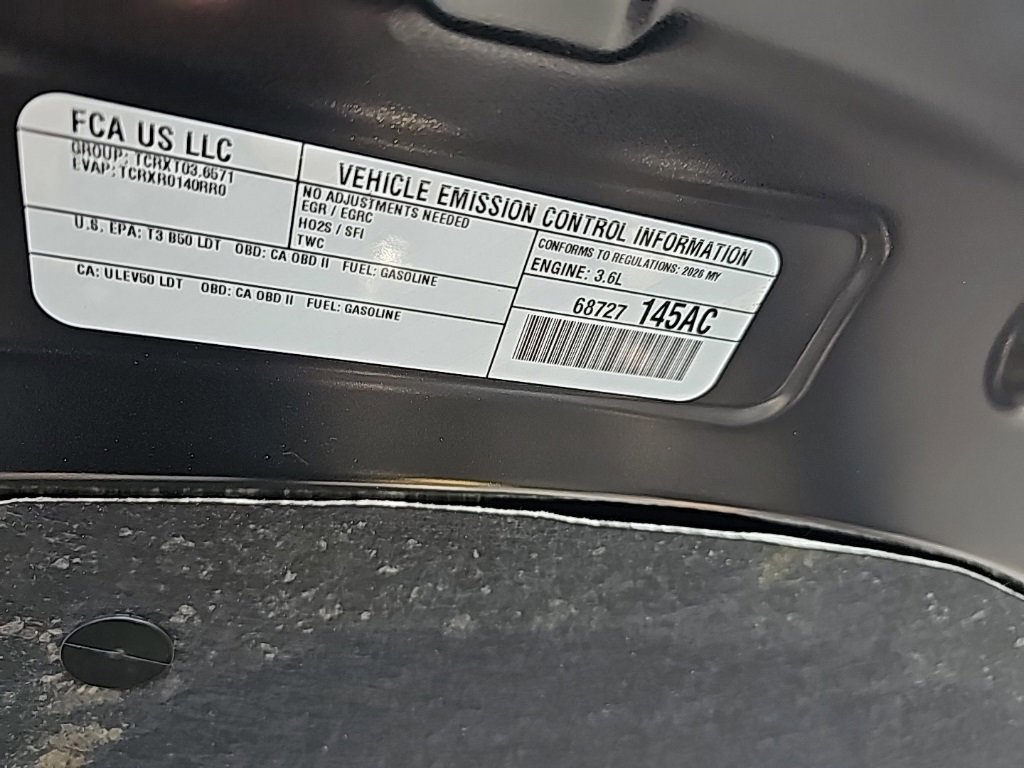 FCA US LLC
GROUP: TCRXT03.6571
EVAP: TCRXR0140RR0
VEHICLE EMISSION CONTROL INFORMATION
NO ADJUSTMENTS NEEDED
EGR / EGRC
HO2S / SFI
TWC
CONFORMS TO REGULATIONS: 2026 MY
ENGINE: 3.6L
U.S. EPA: T3 B50 LDT OBD: CA OBD II FUEL: GASOLINE
CA: ULEV50 LDT OBD: CA OBD II FUEL: GASOLINE
68727 145AC